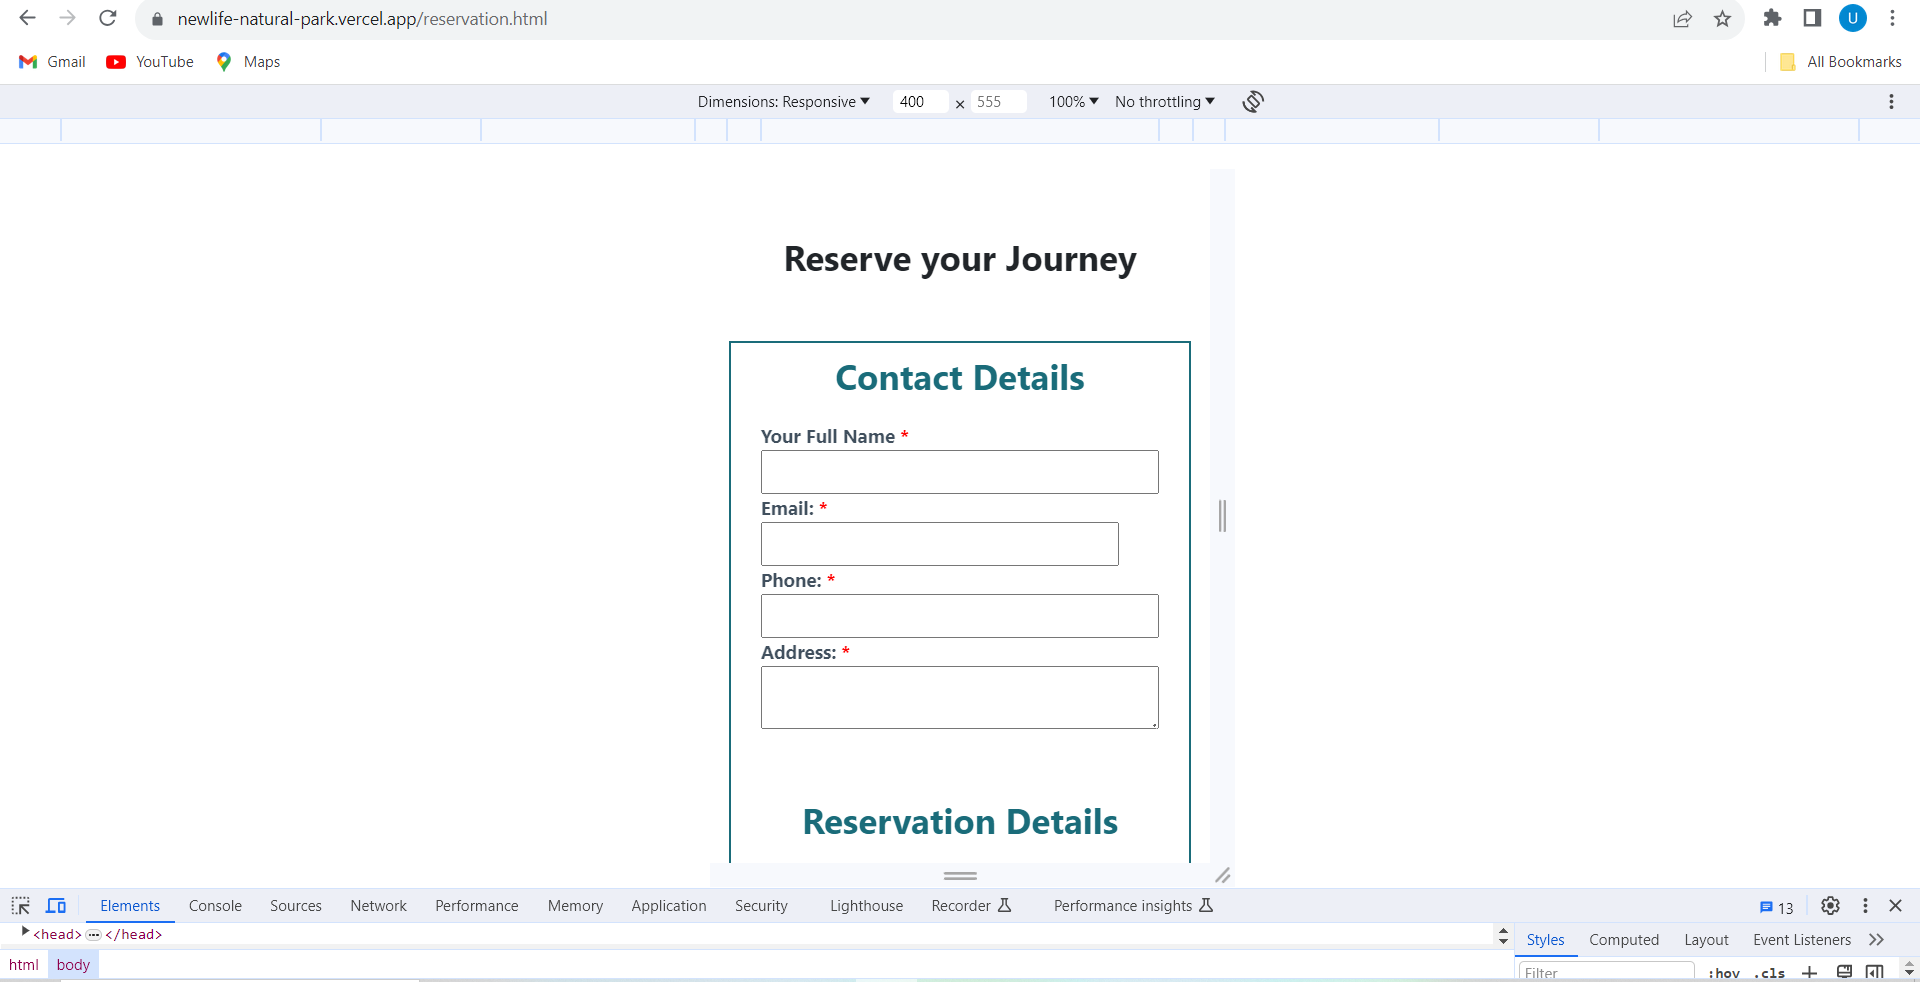 newlife-natural-park.vercel.app/reservation.html
U
Gmail YouTube Maps All Bookmarks
Dimensions: Responsive 400 × 555 100% No throttling
Reserve your Journey
Contact Details
Your Full Name *
Email: *
Phone: *
Address: *
Reservation Details
Elements Console Sources Network Performance Memory Application Security Lighthouse Recorder Performance insights 13
<head> ... </head>
Styles Computed Layout Event Listeners
html body
Filter :hov .cls